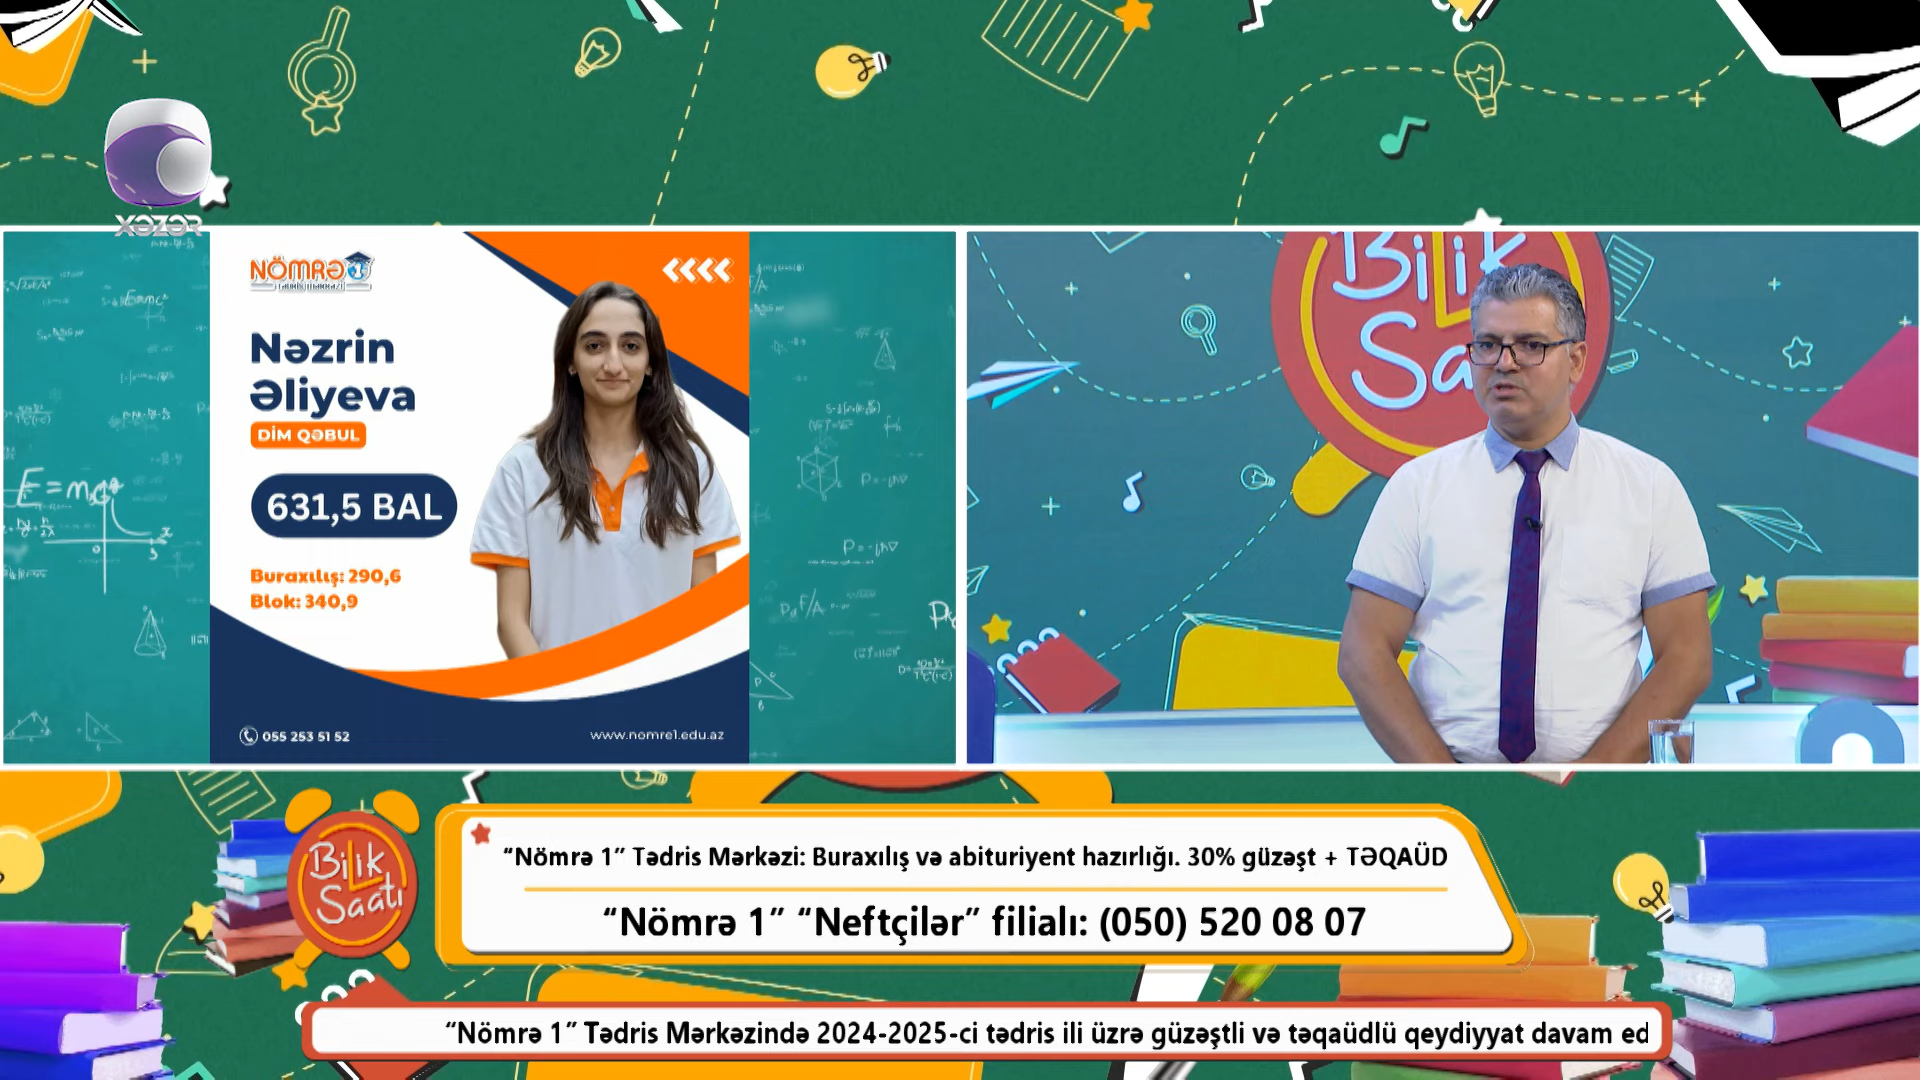 XƏZƏR
NÖMRƏ 1
Tədris Mərkəzi
Nəzrin
Əliyeva
DİM QƏBUL
631,5 BAL
Buraxılış: 290,6
Blok: 340,9
055 253 51 52
www.nomre1.edu.az
E=mc²
Bilik
Sa
Bilik
Saatı
“Nömrə 1” Tədris Mərkəzi: Buraxılış və abituriyent hazırlığı. 30% güzəşt + TƏQAÜD
“Nömrə 1” “Neftçilər” filialı: (050) 520 08 07
“Nömrə 1” Tədris Mərkəzində 2024-2025-ci tədris ili üzrə güzəştli və təqaüdlü qeydiyyat davam ed